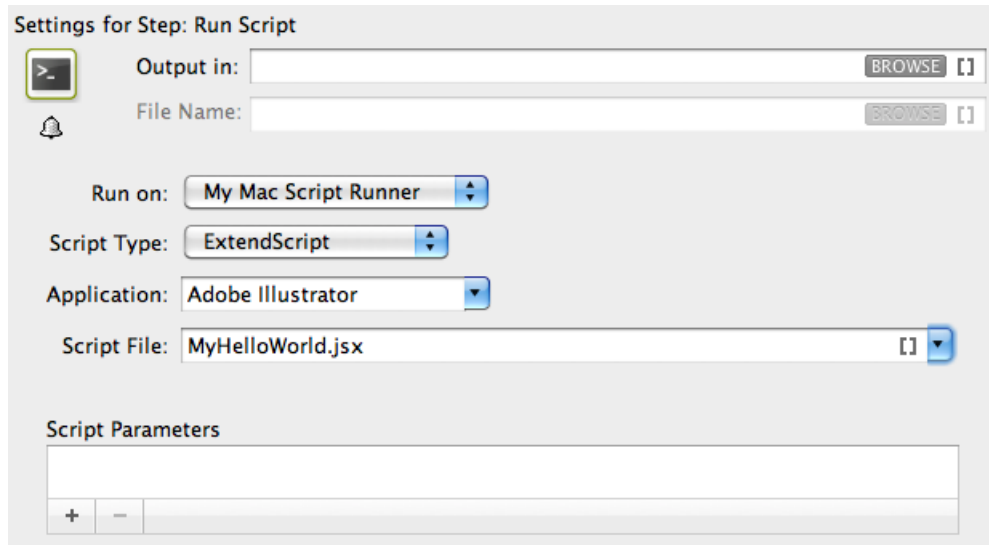 Settings for Step: Run Script
Output in: BROWSE []
File Name: BROWSE []
Run on: My Mac Script Runner
Script Type: ExtendScript
Application: Adobe Illustrator
Script File: MyHelloWorld.jsx []
Script Parameters
+ −